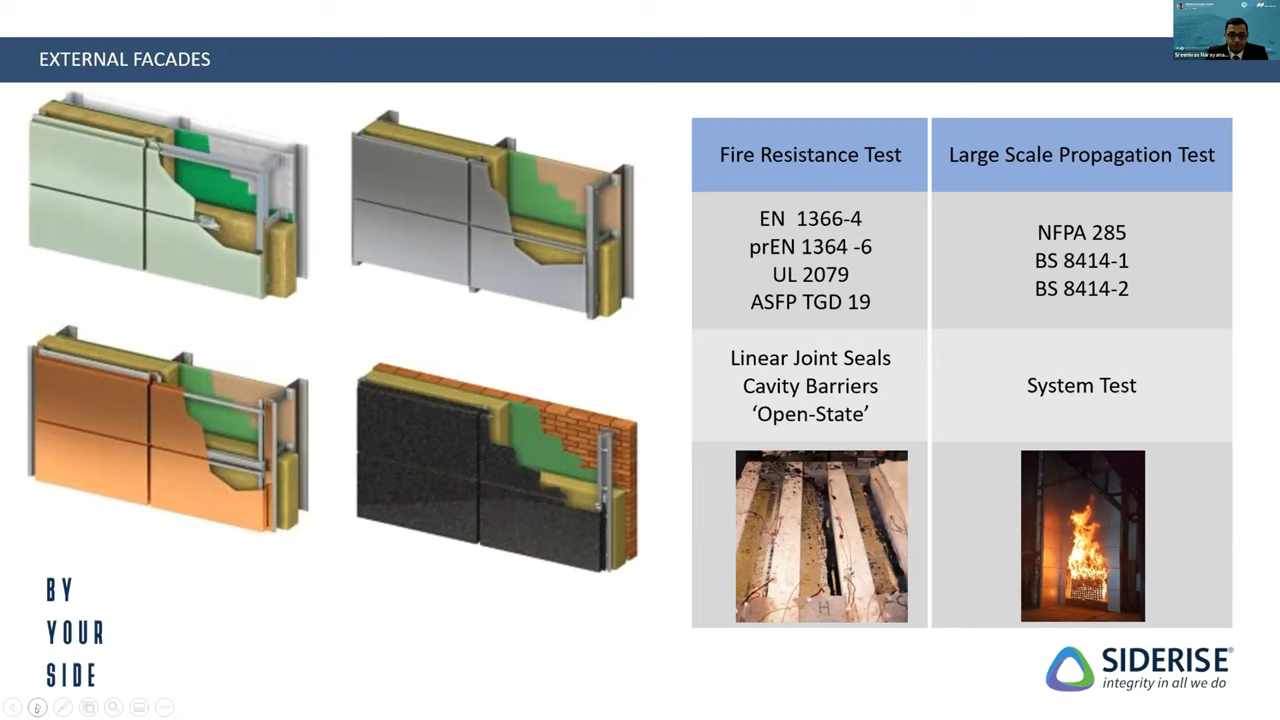 EXTERNAL FACADES
Sreenivas Narayana...
Fire Resistance Test
Large Scale Propagation Test
EN 1366-4
prEN 1364 -6
UL 2079
ASFP TGD 19
NFPA 285
BS 8414-1
BS 8414-2
Linear Joint Seals
Cavity Barriers
‘Open-State’
System Test
H
BY
YOUR
SIDE
SIDERISE®
integrity in all we do